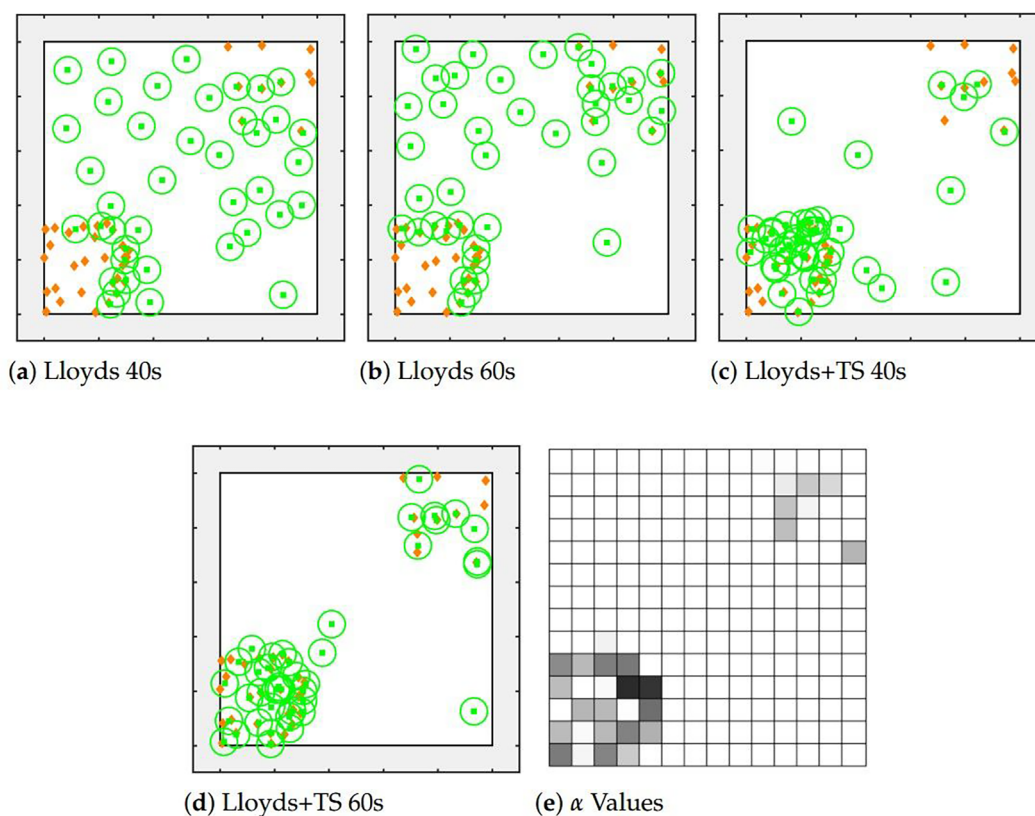 (a) Lloyds 40s
(b) Lloyds 60s
(c) Lloyds+TS 40s
(d) Lloyds+TS 60s
(e) α Values